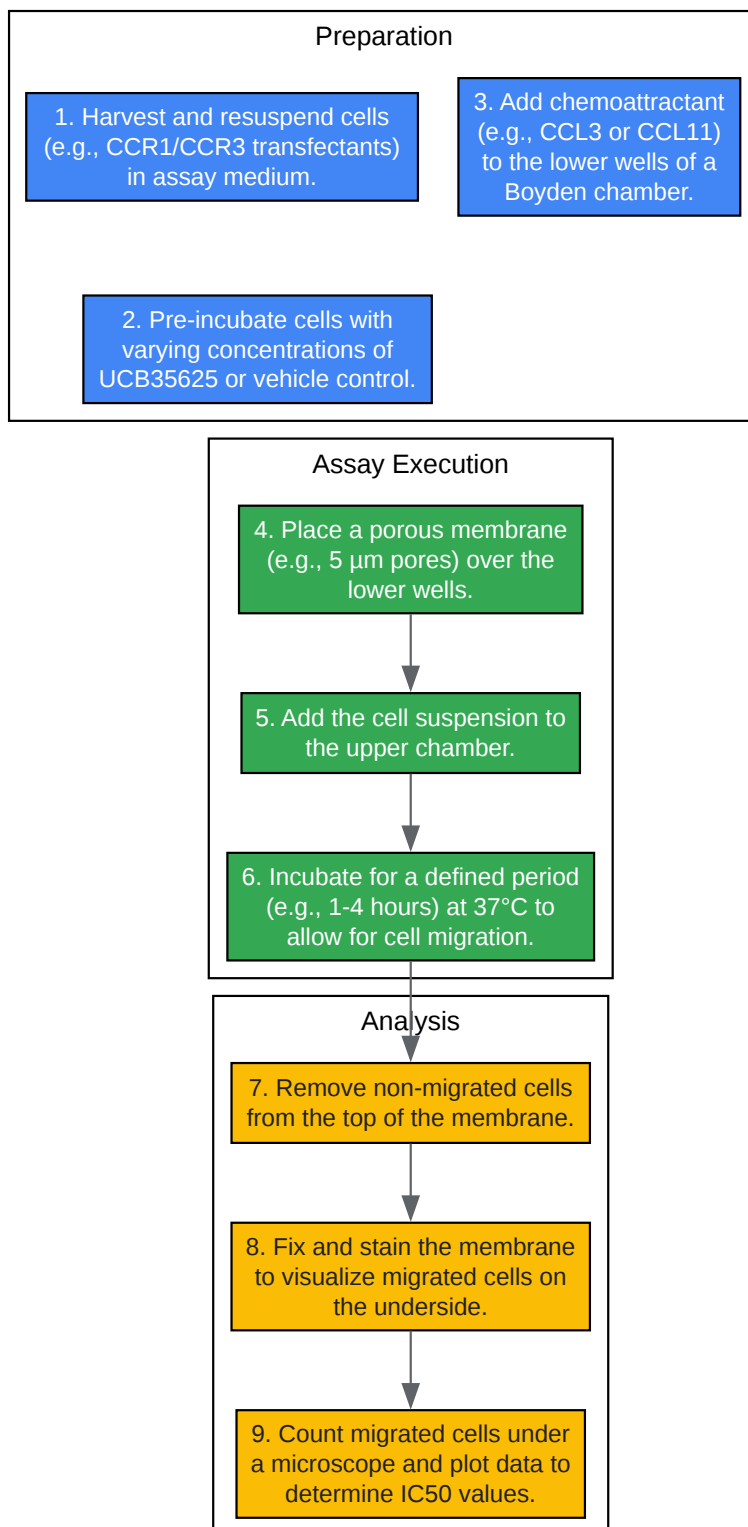 Preparation
1. Harvest and resuspend cells
(e.g., CCR1/CCR3 transfectants)
in assay medium.
3. Add chemoattractant
(e.g., CCL3 or CCL11)
to the lower wells of a
Boyden chamber.
2. Pre-incubate cells with
varying concentrations of
UCB35625 or vehicle control.
Assay Execution
4. Place a porous membrane
(e.g., 5 µm pores) over the
lower wells.
5. Add the cell suspension to
the upper chamber.
6. Incubate for a defined period
(e.g., 1-4 hours) at 37°C to
allow for cell migration.
Analysis
7. Remove non-migrated cells
from the top of the membrane.
8. Fix and stain the membrane
to visualize migrated cells on
the underside.
9. Count migrated cells under
a microscope and plot data to
determine IC50 values.